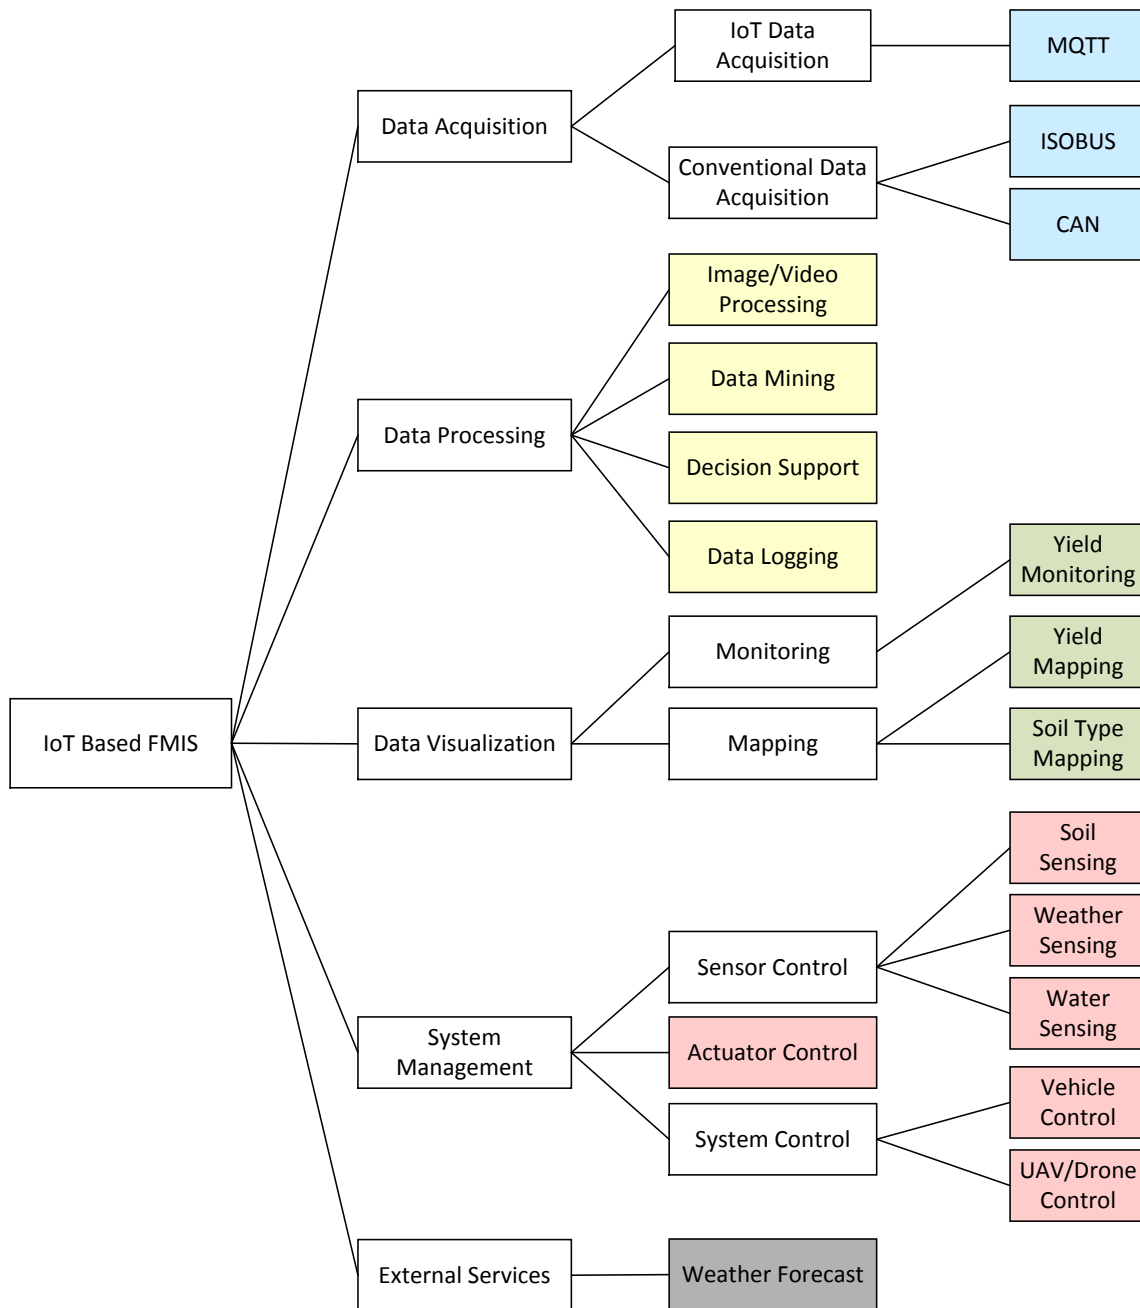 IoT Data
Acquisition
MQTT
Data Acquisition
ISOBUS
Conventional Data
Acquisition
CAN
Image/Video
Processing
Data Mining
Data Processing
Decision Support
Data Logging
Yield
Monitoring
Monitoring
Yield
Mapping
IoT Based FMIS
Data Visualization
Mapping
Soil Type
Mapping
Soil
Sensing
Weather
Sensing
Sensor Control
Water
Sensing
System
Management
Actuator Control
Vehicle
Control
System Control
UAV/Drone
Control
External Services
Weather Forecast